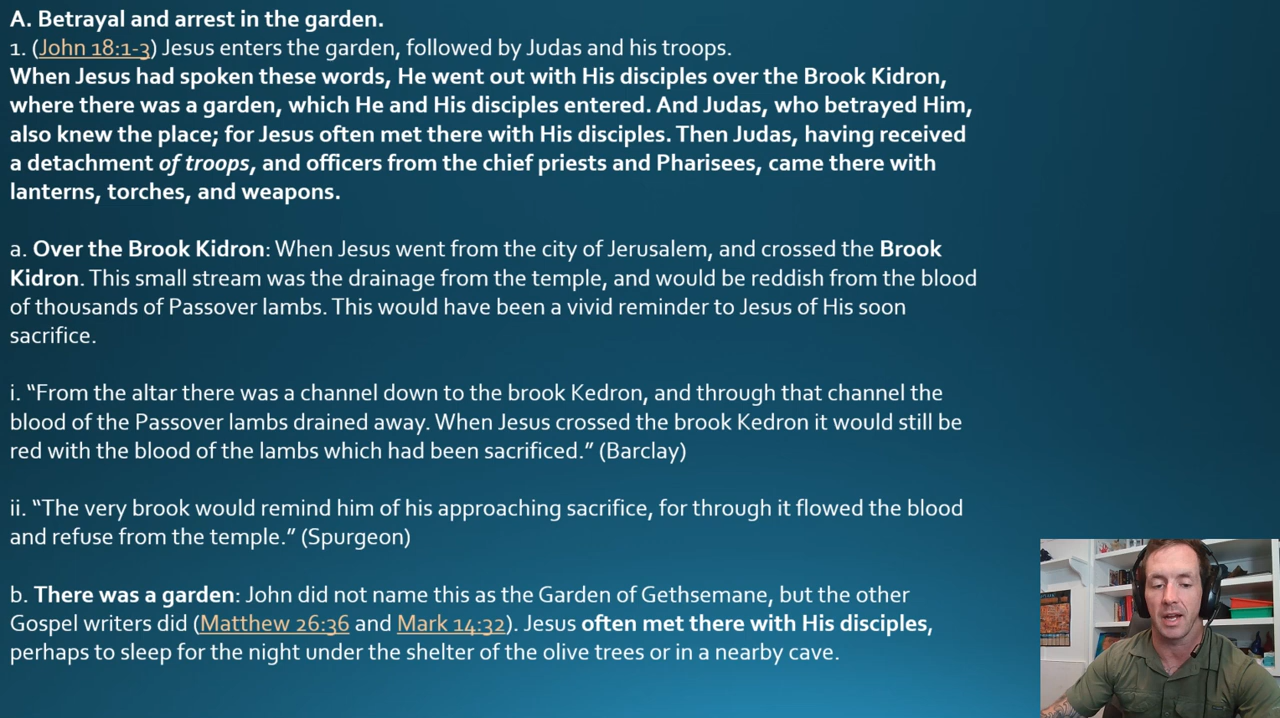 A. Betrayal and arrest in the garden.
1. (John 18:1-3) Jesus enters the garden, followed by Judas and his troops.
When Jesus had spoken these words, He went out with His disciples over the Brook Kidron,
where there was a garden, which He and His disciples entered. And Judas, who betrayed Him,
also knew the place; for Jesus often met there with His disciples. Then Judas, having received
a detachment of troops, and officers from the chief priests and Pharisees, came there with
lanterns, torches, and weapons.
a. Over the Brook Kidron: When Jesus went from the city of Jerusalem, and crossed the Brook
Kidron. This small stream was the drainage from the temple, and would be reddish from the blood
of thousands of Passover lambs. This would have been a vivid reminder to Jesus of His soon
sacrifice.
i. “From the altar there was a channel down to the brook Kedron, and through that channel the
blood of the Passover lambs drained away. When Jesus crossed the brook Kedron it would still be
red with the blood of the lambs which had been sacrificed.” (Barclay)
ii. “The very brook would remind him of his approaching sacrifice, for through it flowed the blood
and refuse from the temple.” (Spurgeon)
b. There was a garden: John did not name this as the Garden of Gethsemane, but the other
Gospel writers did (Matthew 26:36 and Mark 14:32). Jesus often met there with His disciples,
perhaps to sleep for the night under the shelter of the olive trees or in a nearby cave.